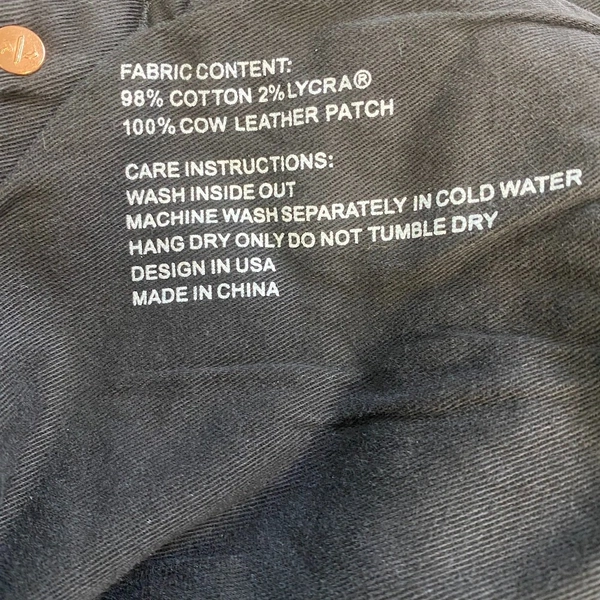 FABRIC CONTENT:
98% COTTON 2% LYCRA®
100% COW LEATHER PATCH
CARE INSTRUCTIONS:
WASH INSIDE OUT
MACHINE WASH SEPARATELY IN COLD WATER
HANG DRY ONLY DO NOT TUMBLE DRY
DESIGN IN USA
MADE IN CHINA